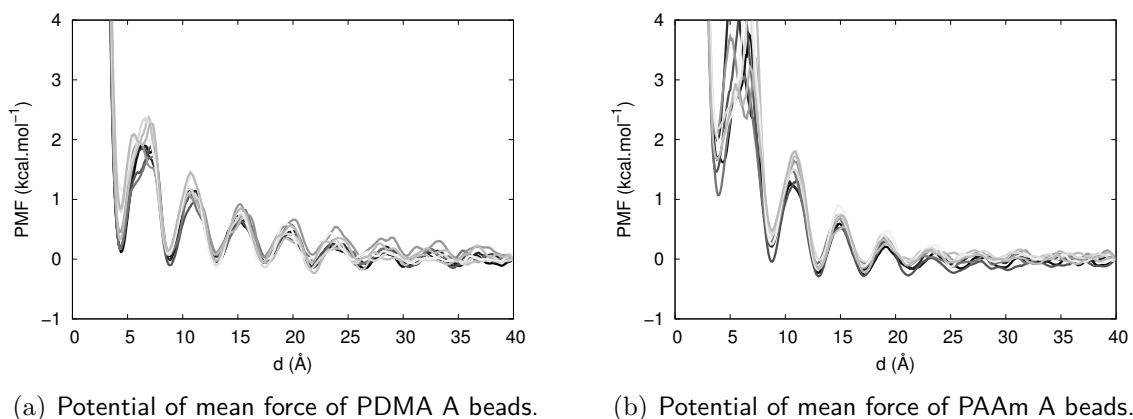 4
3
2
1
0
−1
PMF (kcal.mol−1)
0 5 10 15 20 25 30 35 40
d (Å)
(a) Potential of mean force of PDMA A beads.
4
3
2
1
0
−1
PMF (kcal.mol−1)
0 5 10 15 20 25 30 35 40
d (Å)
(b) Potential of mean force of PAAm A beads.